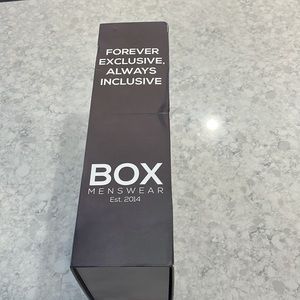 FOREVER
EXCLUSIVE,
ALWAYS
INCLUSIVE
BOX
MENSWEAR
Est. 2014